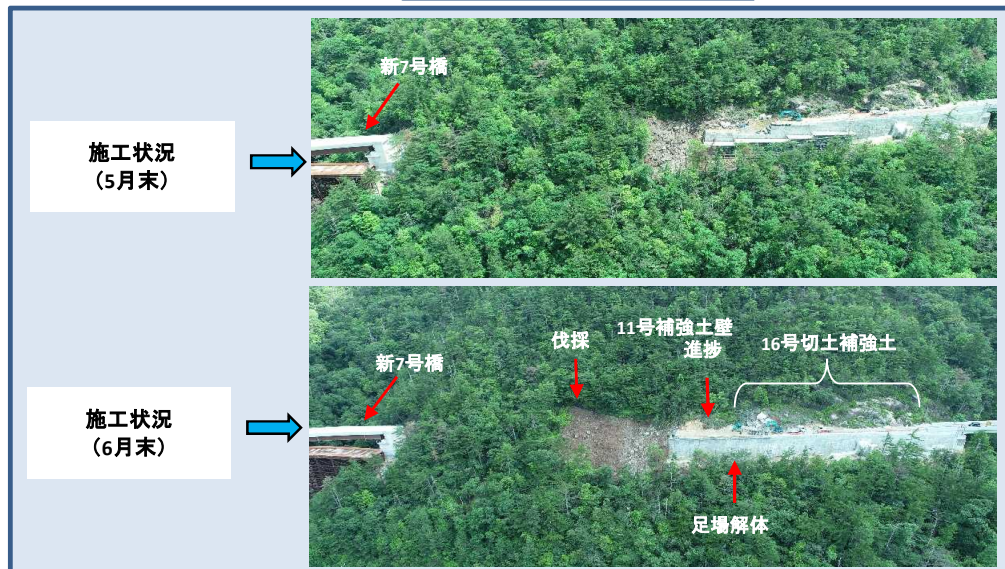 新7号橋
施工状況
（5月末）
11号補強土壁
進捗
伐採
16号切土補強土
新7号橋
施工状況
（6月末）
足場解体